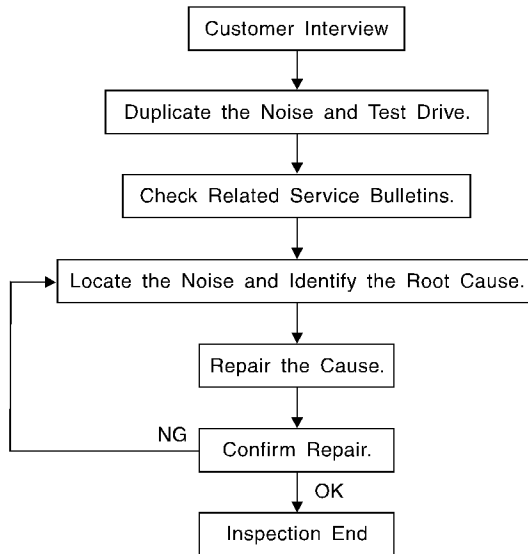 Customer Interview
Duplicate the Noise and Test Drive.
Check Related Service Bulletins.
Locate the Noise and Identify the Root Cause.
Repair the Cause.
NG
Confirm Repair.
OK
Inspection End